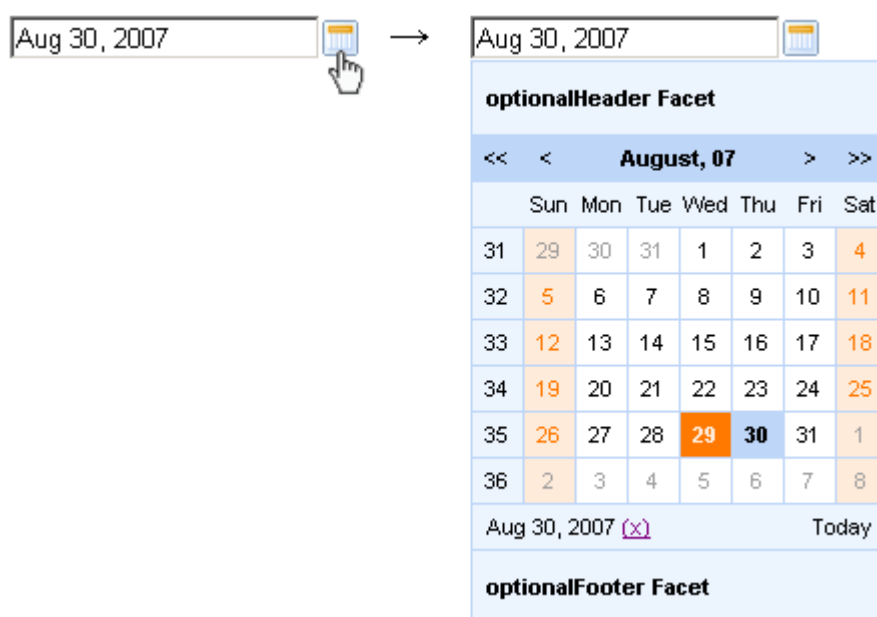 Aug 30, 2007 → Aug 30, 2007
optionalHeader Facet
<< < August, 07 > >>
Sun Mon Tue Wed Thu Fri Sat
31 29 30 31 1 2 3 4
32 5 6 7 8 9 10 11
33 12 13 14 15 16 17 18
34 19 20 21 22 23 24 25
35 26 27 28 29 30 31 1
36 2 3 4 5 6 7 8
Aug 30, 2007 (x) Today
optionalFooter Facet